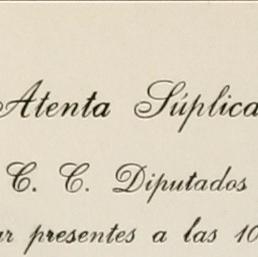 Atenta Súplica
C. C. Diputados
presentes a las 10